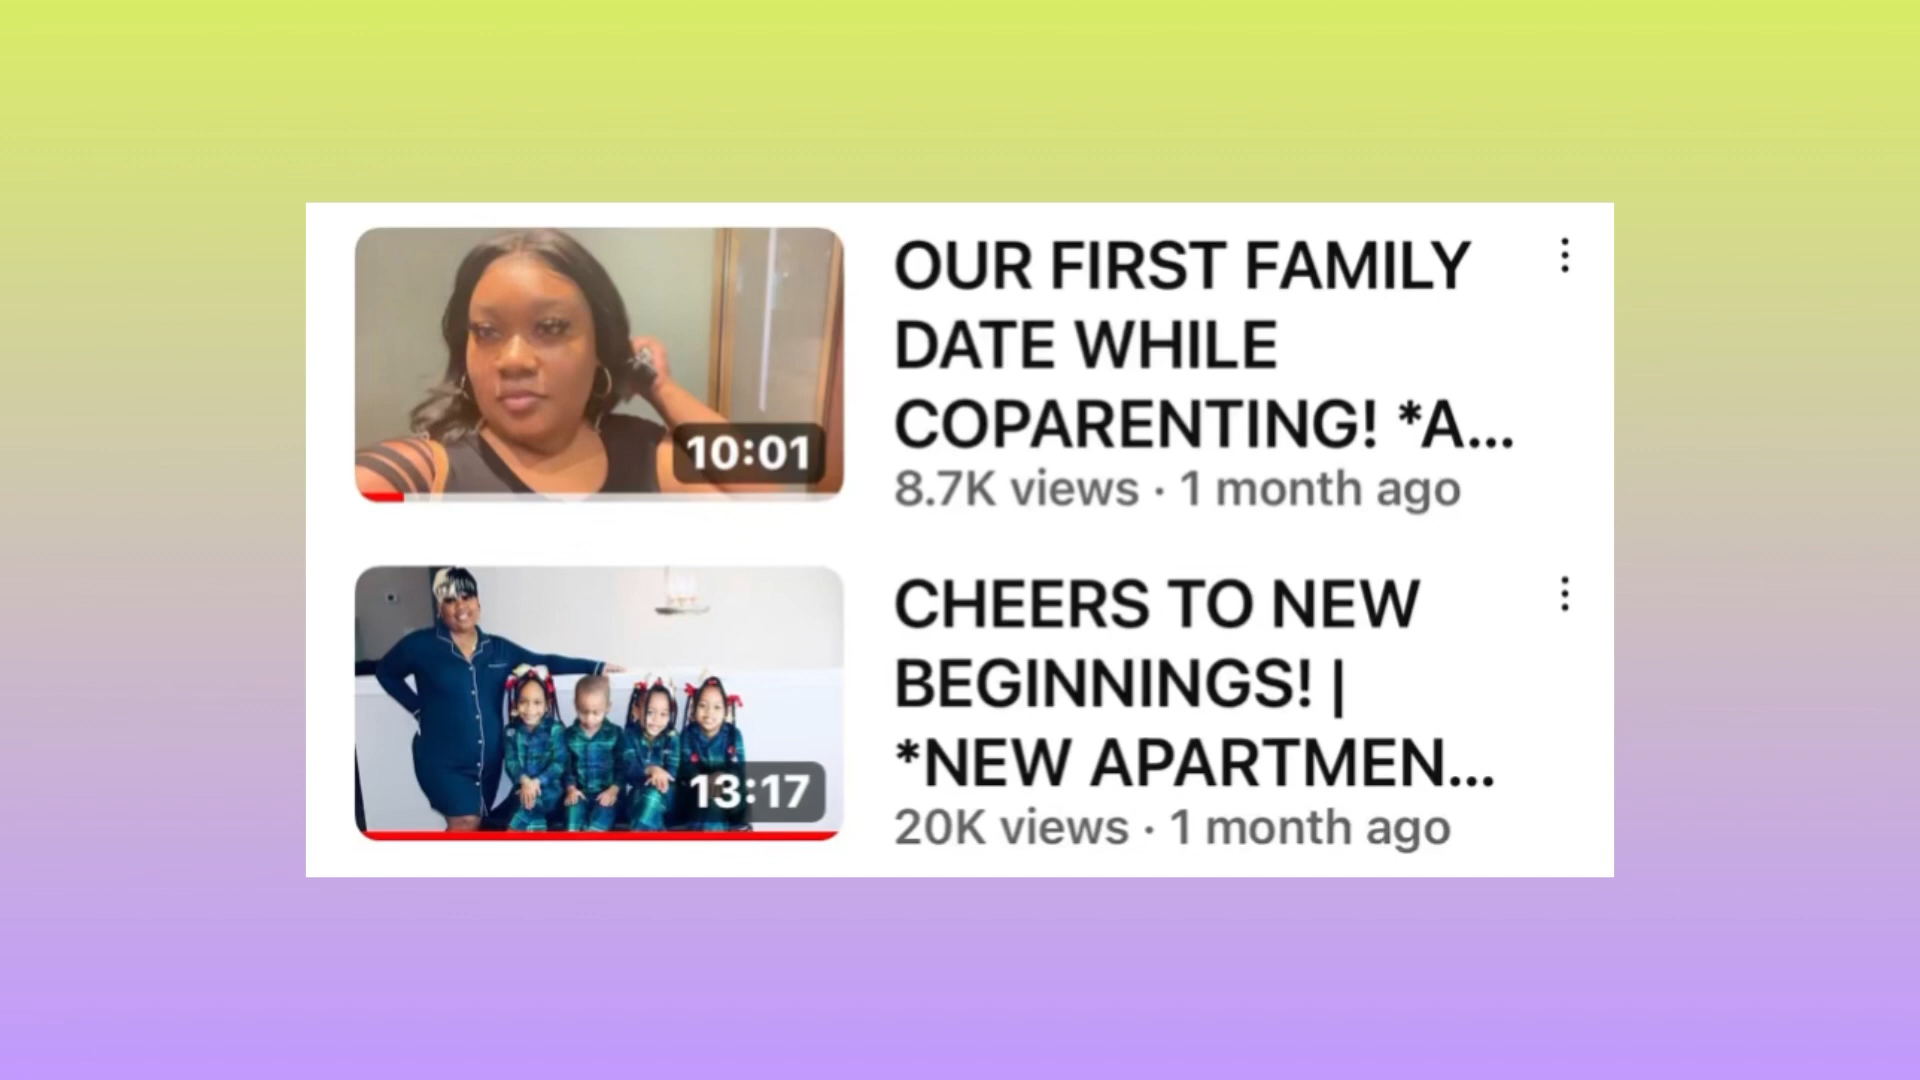 OUR FIRST FAMILY
DATE WHILE
COPARENTING! *A...
8.7K views · 1 month ago
10:01
CHEERS TO NEW
BEGINNINGS! |
*NEW APARTMEN...
20K views · 1 month ago
13:17